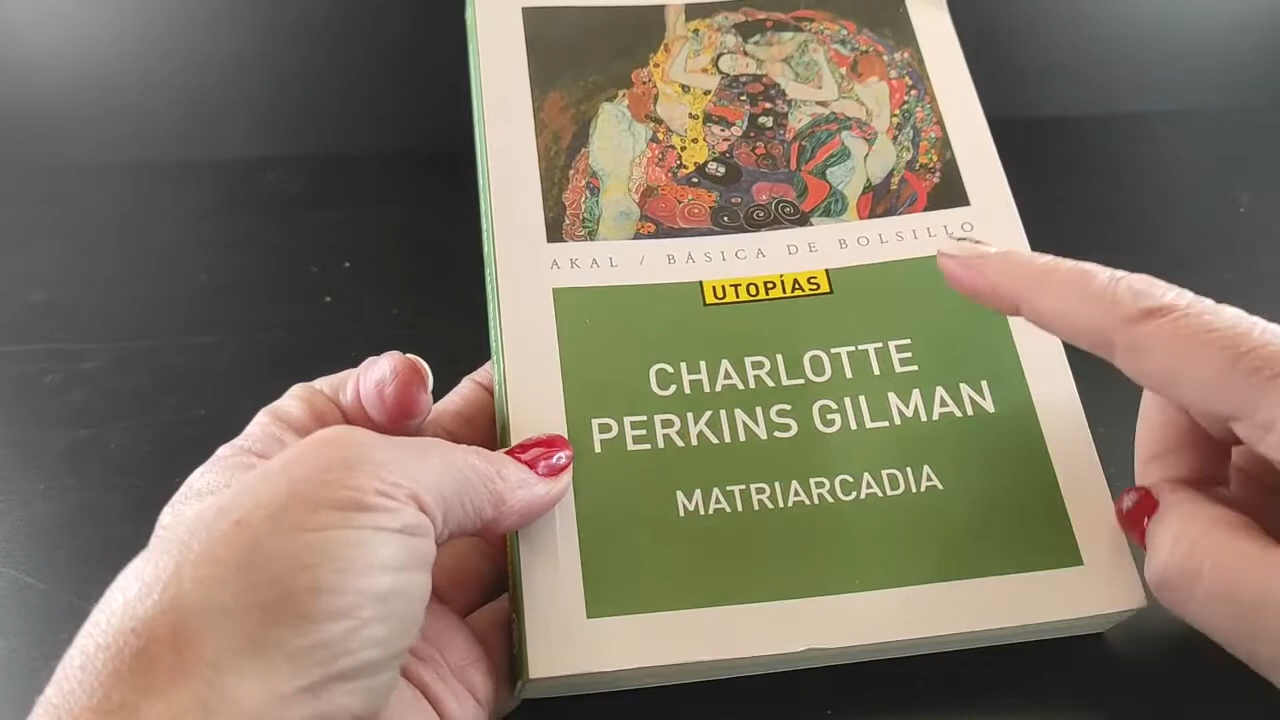 AKAL / BÁSICA DE BOLSILLO
UTOPÍAS
CHARLOTTE
PERKINS GILMAN
MATRIARCADIA